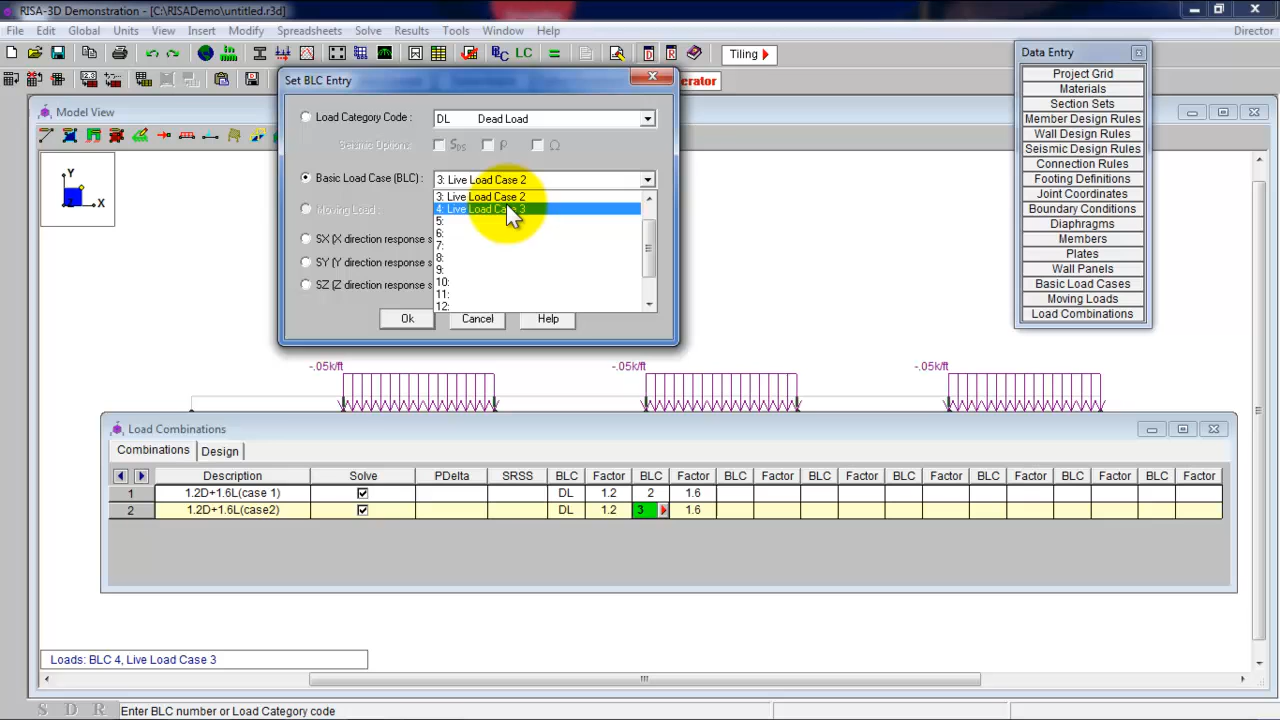 RISA-3D Demonstration - [C:\RISADemo\untitled.r3d]
File Edit Global Units View Insert Modify Spreadsheets Solve Results Tools Window Help Director
BC LC D R Tiling
Set BLC Entry
erator
Data Entry
Project Grid
Materials
Section Sets
Member Design Rules
Wall Design Rules
Seismic Design Rules
Connection Rules
Footing Definitions
Joint Coordinates
Boundary Conditions
Diaphragms
Members
Plates
Wall Panels
Basic Load Cases
Moving Loads
Load Combinations
Model View
Load Category Code : DL Dead Load
Seismic Options: SDS ρ Ω
Basic Load Case (BLC) : 3: Live Load Case 2
3: Live Load Case 2
4: Live Load Case 3
5:
6:
7:
8:
9:
10:
11:
12:
Moving Load :
SX (X direction response s
SY (Y direction response s
SZ (Z direction response s
Ok Cancel Help
Y
X
Z
-.05k/ft -.05k/ft -.05k/ft
Load Combinations
Combinations Design
Description Solve PDelta SRSS BLC Factor BLC Factor BLC Factor BLC Factor BLC Factor BLC Factor BLC Factor BLC Factor
1 1.2D+1.6L(case 1) DL 1.2 2 1.6
2 1.2D+1.6L(case2) DL 1.2 3 1.6
Loads: BLC 4, Live Load Case 3
S D R Enter BLC number or Load Category code